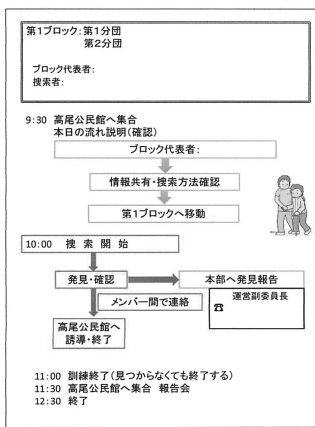 第1ブロック:第1分団
第2分団
ブロック代表者:
捜索者:
9:30 高尾公民館へ集合
本日の流れ説明(確認)
ブロック代表者:
情報共有・捜索方法確認
第1ブロックへ移動
10:00 捜索開始
発見・確認
本部へ発見報告
メンバー間で連絡
運営副委員長
☎
高尾公民館へ
誘導・終了
11:00 訓練終了(見つからなくても終了する)
11:30 高尾公民館へ集合 報告会
12:30 終了